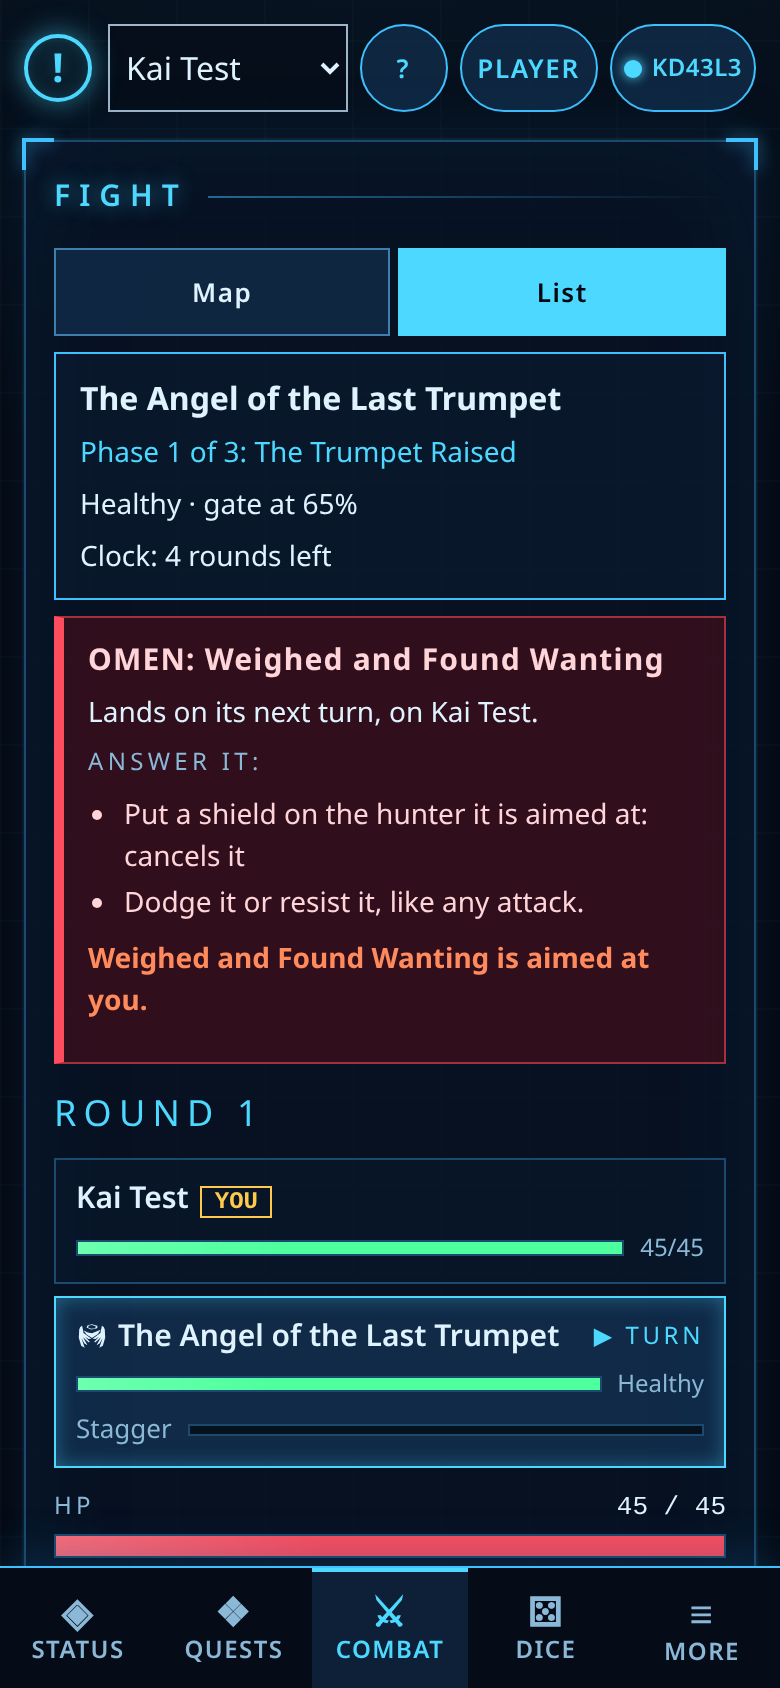 !
Kai Test
?
PLAYER
KD43L3
FIGHT
Map
List
The Angel of the Last Trumpet
Phase 1 of 3: The Trumpet Raised
Healthy · gate at 65%
Clock: 4 rounds left
OMEN: Weighed and Found Wanting
Lands on its next turn, on Kai Test.
ANSWER IT:
• Put a shield on the hunter it is aimed at:
cancels it
• Dodge it or resist it, like any attack.
Weighed and Found Wanting is aimed at
you.
ROUND 1
Kai Test YOU
45/45
The Angel of the Last Trumpet ▶ TURN
Healthy
Stagger
HP 45 / 45
STATUS
QUESTS
COMBAT
DICE
MORE